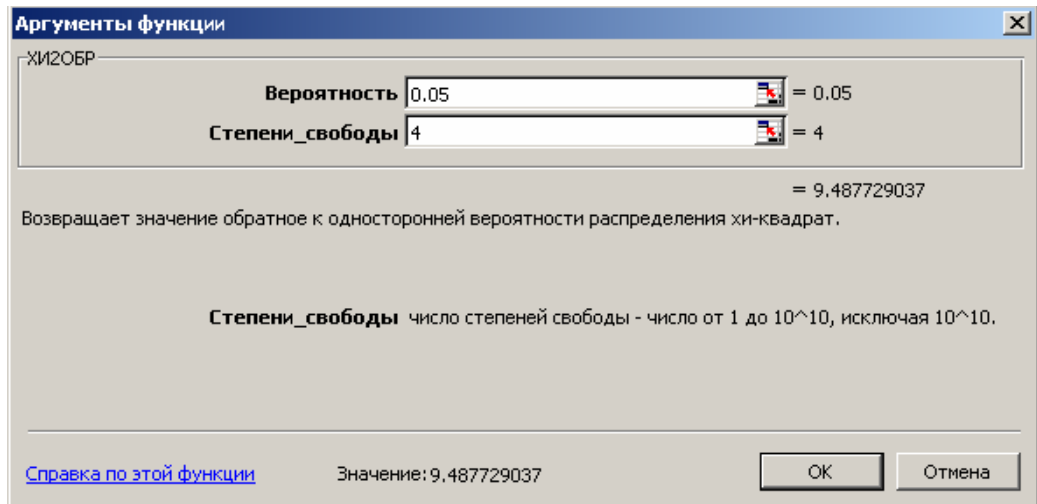 Аргументы функции
ХИ2ОБР
Вероятность 0.05 = 0.05
Степени_свободы 4 = 4
= 9.487729037
Возвращает значение обратное к односторонней вероятности распределения хи-квадрат.
Степени_свободы число степеней свободы - число от 1 до 10^10, исключая 10^10.
Справка по этой функции Значение:9.487729037 OK Отмена